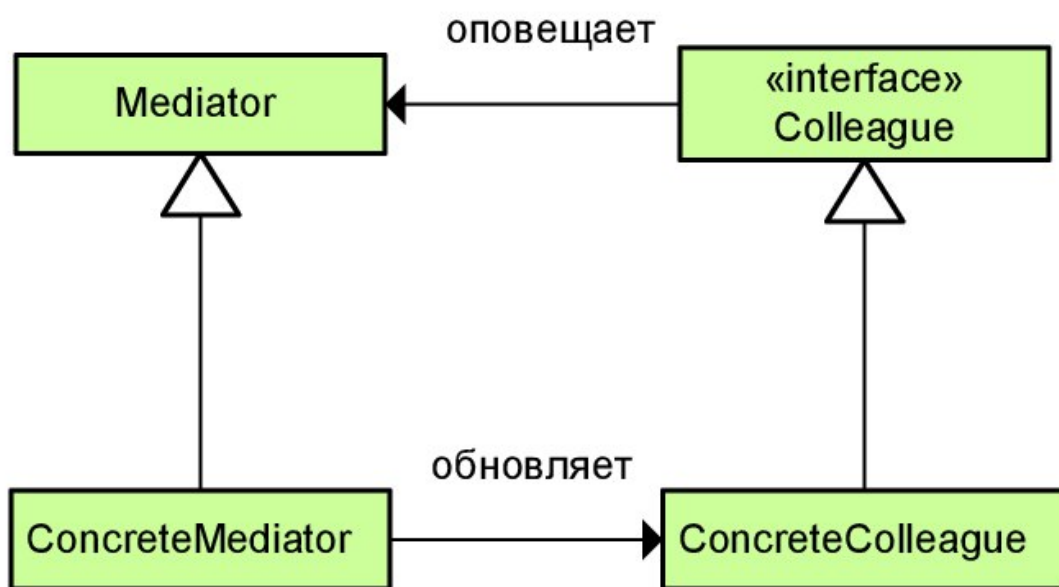 оповещает
Mediator
«interface»
Colleague
обновляет
ConcreteMediator
ConcreteColleague